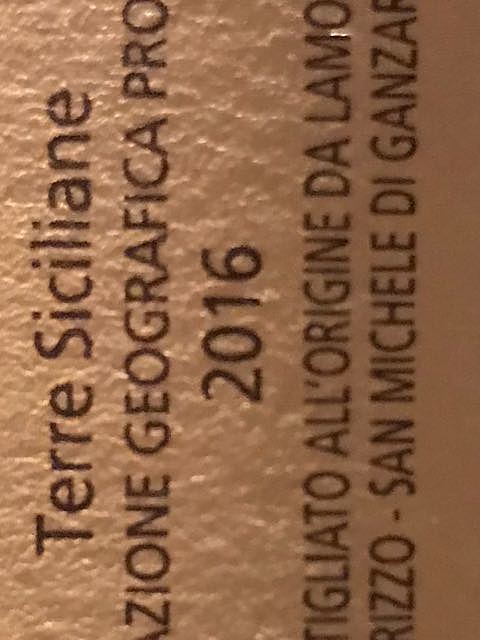 Terre Siciliane
AZIONE GEOGRAFICA PRO
2016
TIGLIATO ALL'ORIGINE DA LAMO
RIZZO - SAN MICHELE DI GANZAR